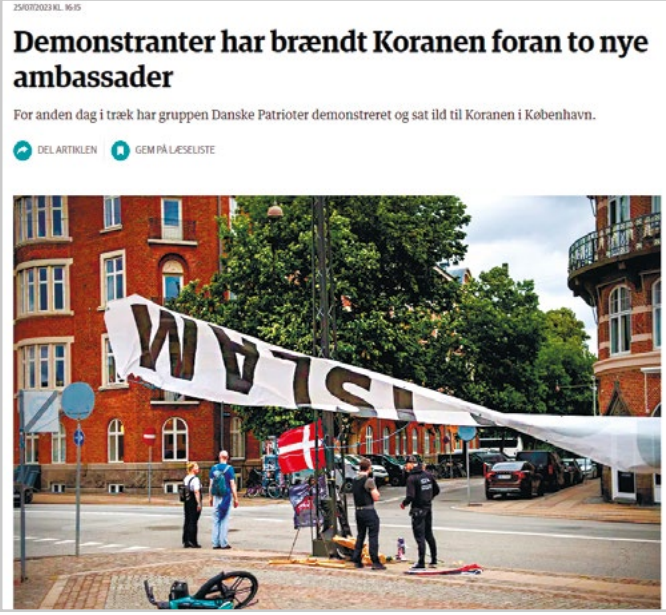 25/07/2023 KL. 16:15
Demonstranter har brændt Koranen foran to nye
ambassader
For anden dag i træk har gruppen Danske Patrioter demonstreret og sat ild til Koranen i København.
DEL ARTIKLEN GEM PÅ LÆSELISTE
ISLAM